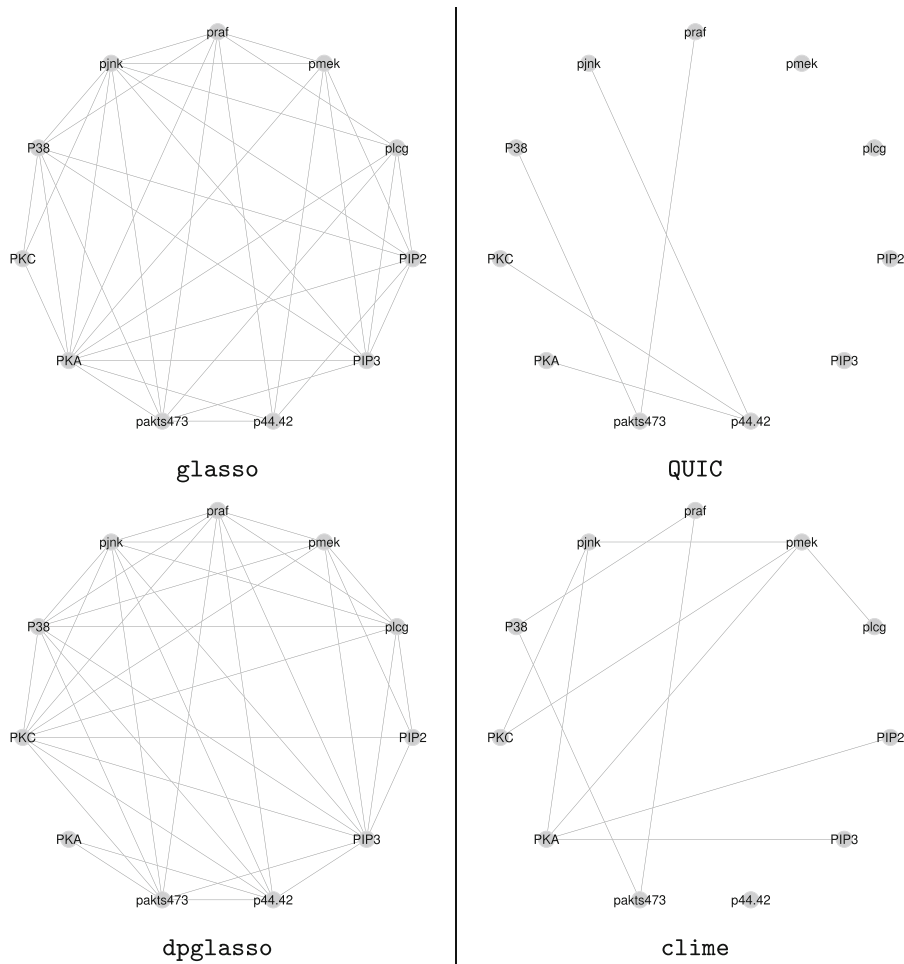 praf
pjnk
pmek
P38
plcg
PKC
PIP2
PKA
PIP3
pakts473
p44.42
glasso
praf
pjnk
pmek
P38
plcg
PKC
PIP2
PKA
PIP3
pakts473
p44.42
QUIC
praf
pjnk
pmek
P38
plcg
PKC
PIP2
PKA
PIP3
pakts473
p44.42
dpglasso
praf
pjnk
pmek
P38
plcg
PKC
PIP2
PKA
PIP3
pakts473
p44.42
clime